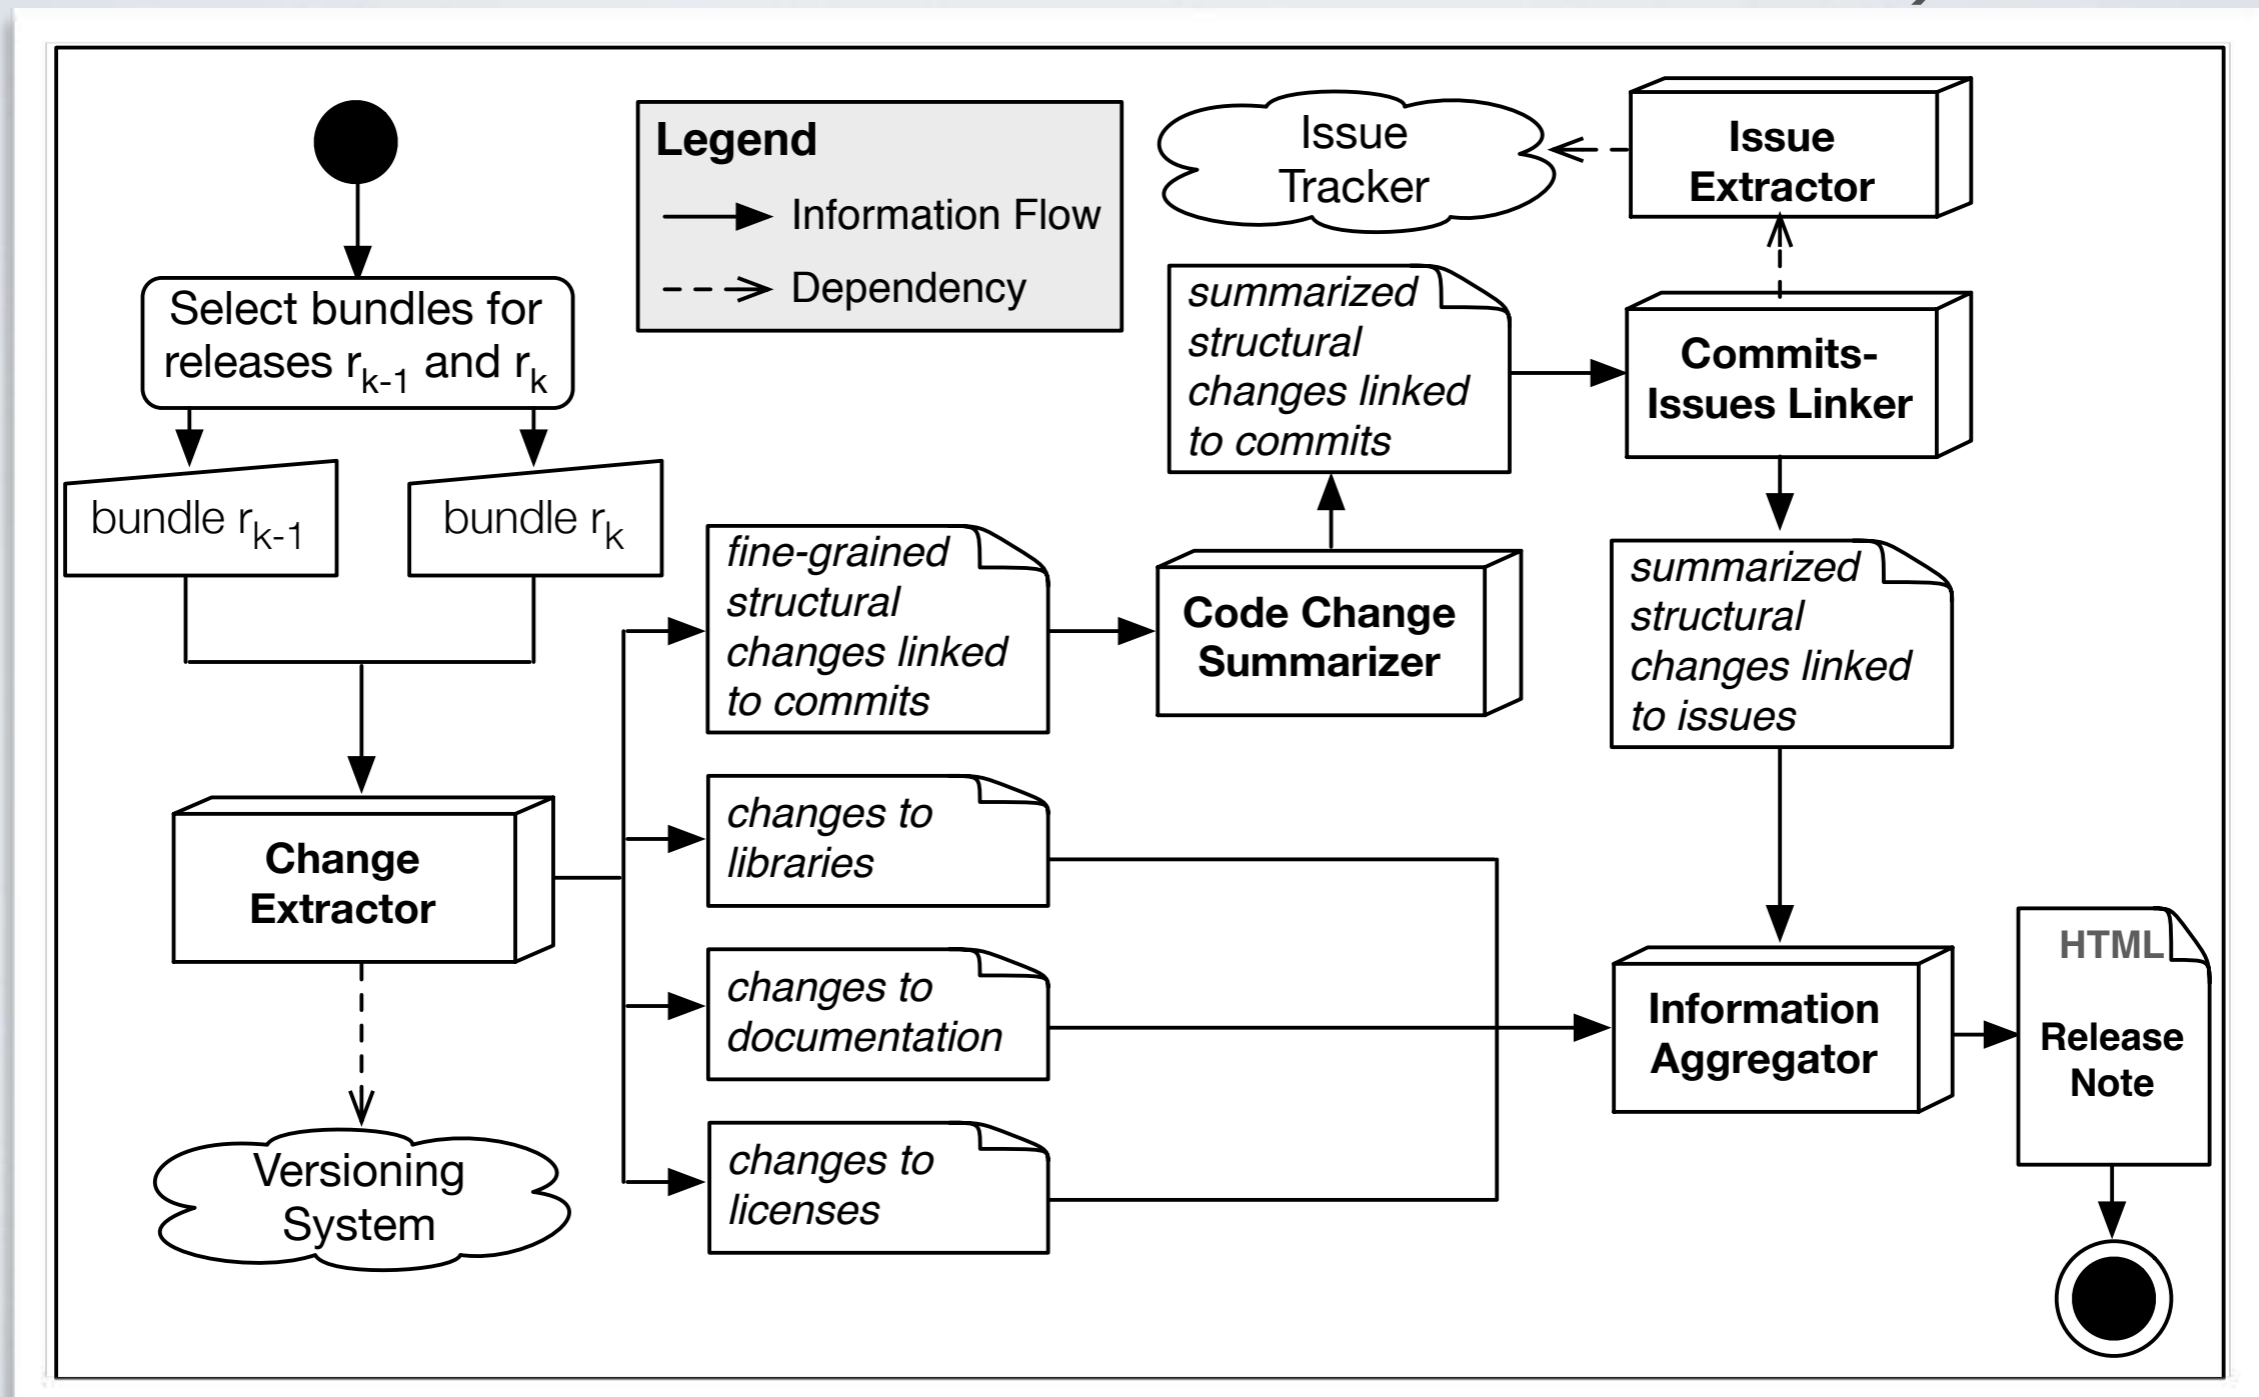 Legend
Information Flow
Dependency
Select bundles for
releases rk-1 and rk
bundle rk-1
bundle rk
Change
Extractor
Versioning
System
fine-grained
structural
changes linked
to commits
changes to
libraries
changes to
documentation
changes to
licenses
Code Change
Summarizer
summarized
structural
changes linked
to commits
Issue
Tracker
Issue
Extractor
Commits-
Issues Linker
summarized
structural
changes linked
to issues
Information
Aggregator
HTML
Release
Note